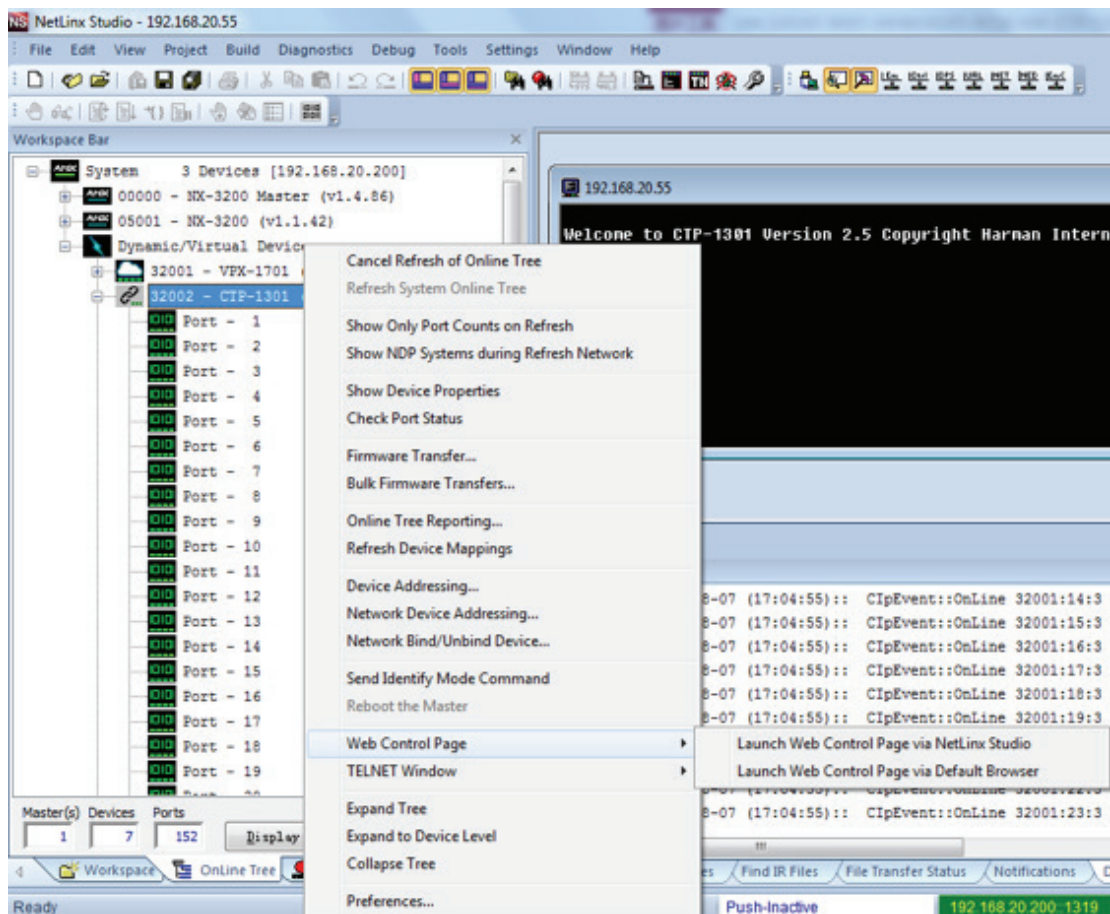 NetLinx Studio - 192.168.20.55
File Edit View Project Build Diagnostics Debug Tools Settings Window Help
Workspace Bar
System 3 Devices [192.168.20.200]
00000 - NX-3200 Master (v1.4.86)
05001 - NX-3200 (v1.1.42)
Dynamic/Virtual Device
32001 - VPX-1701
32002 - CTP-1301
Port - 1
Port - 2
Port - 3
Port - 4
Port - 5
Port - 6
Port - 7
Port - 8
Port - 9
Port - 10
Port - 11
Port - 12
Port - 13
Port - 14
Port - 15
Port - 16
Port - 17
Port - 18
Port - 19
Master(s) Devices Ports
1 7 152 Display
Workspace OnLine Tree
Ready
Cancel Refresh of Online Tree
Refresh System Online Tree
Show Only Port Counts on Refresh
Show NDP Systems during Refresh Network
Show Device Properties
Check Port Status
Firmware Transfer...
Bulk Firmware Transfers...
Online Tree Reporting...
Refresh Device Mappings
Device Addressing...
Network Device Addressing...
Network Bind/Unbind Device...
Send Identify Mode Command
Reboot the Master
Web Control Page
TELNET Window
Expand Tree
Expand to Device Level
Collapse Tree
Preferences...
Launch Web Control Page via NetLinx Studio
Launch Web Control Page via Default Browser
192.168.20.55
Welcome to CTP-1301 Version 2.5 Copyright Harman Intern
8-07 (17:04:55):: CIpEvent::OnLine 32001:14:3
8-07 (17:04:55):: CIpEvent::OnLine 32001:15:3
8-07 (17:04:55):: CIpEvent::OnLine 32001:16:3
8-07 (17:04:55):: CIpEvent::OnLine 32001:17:3
8-07 (17:04:55):: CIpEvent::OnLine 32001:18:3
8-07 (17:04:55):: CIpEvent::OnLine 32001:19:3
8-07 (17:04:55):: CIpEvent::OnLine 32001:23:3
es Find IR Files File Transfer Status Notifications
Push-Inactive 192.168.20.200:1319